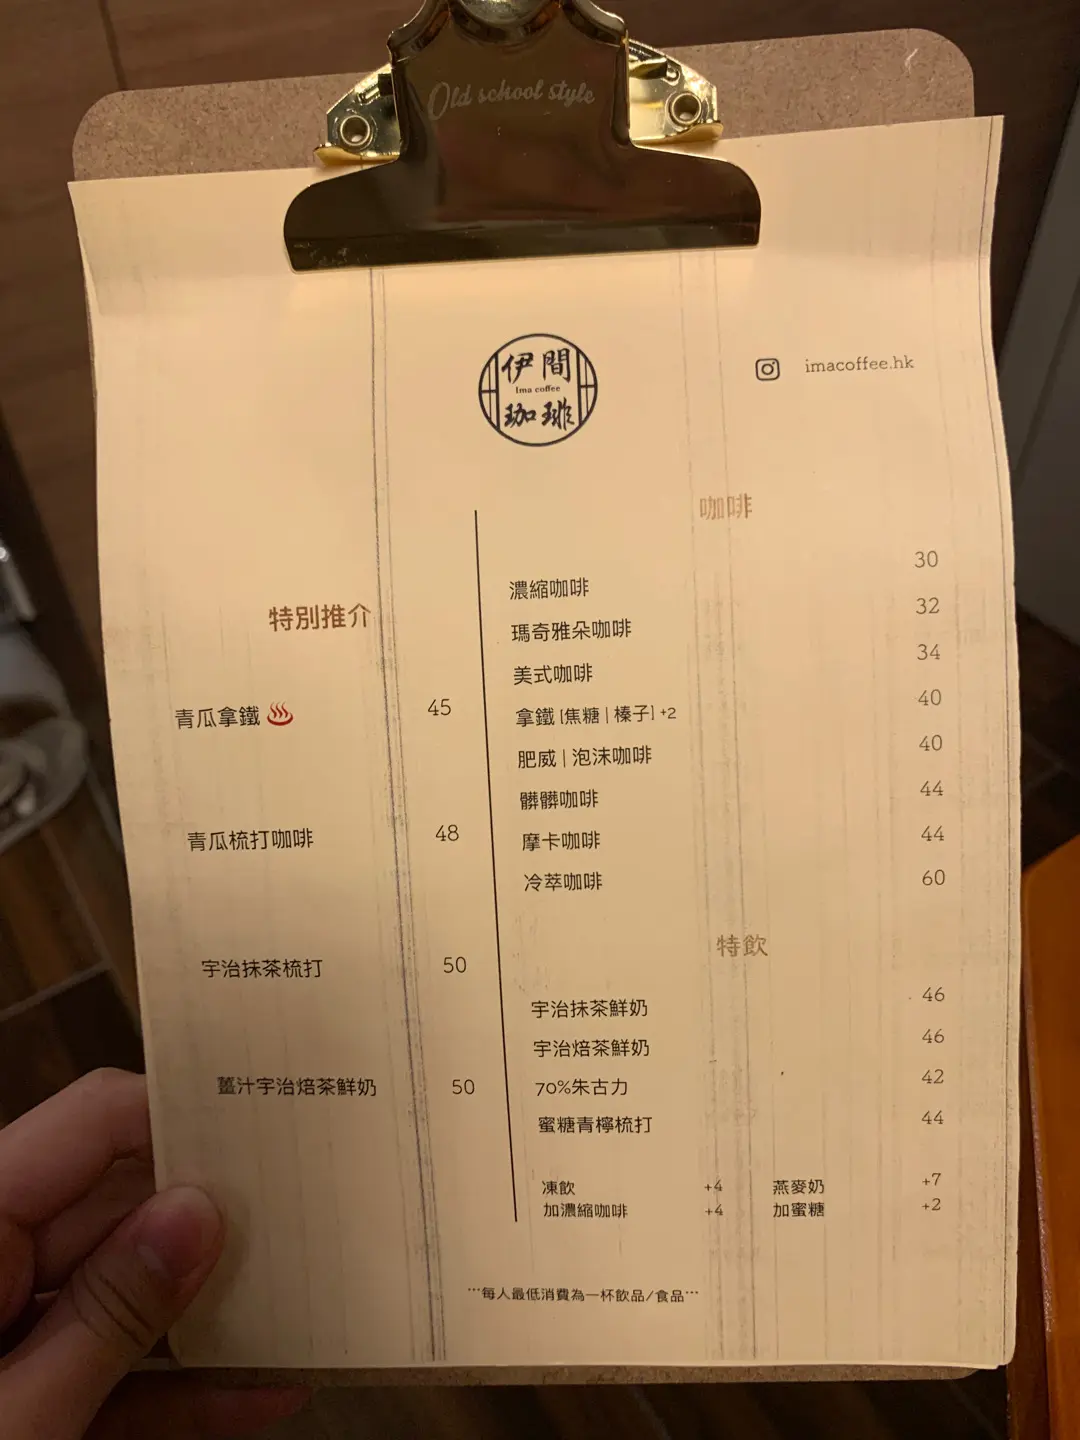 Old school style
伊間
Ima coffee
珈琲
imacoffee.hk
特別推介
青瓜拿鐵♨️ 45
青瓜梳打咖啡 48
宇治抹茶梳打 50
薑汁宇治焙茶鮮奶 50
咖啡
濃縮咖啡 30
瑪奇雅朵咖啡 32
美式咖啡 34
拿鐵 [焦糖 | 榛子] +2 40
肥威 | 泡沫咖啡 40
髒髒咖啡 44
摩卡咖啡 44
冷萃咖啡 60
特飲
宇治抹茶鮮奶 46
宇治焙茶鮮奶 46
70%朱古力 42
蜜糖青檸梳打 44
凍飲 +4 燕麥奶 +7
加濃縮咖啡 +4 加蜜糖 +2
***每人最低消費為一杯飲品/食品***